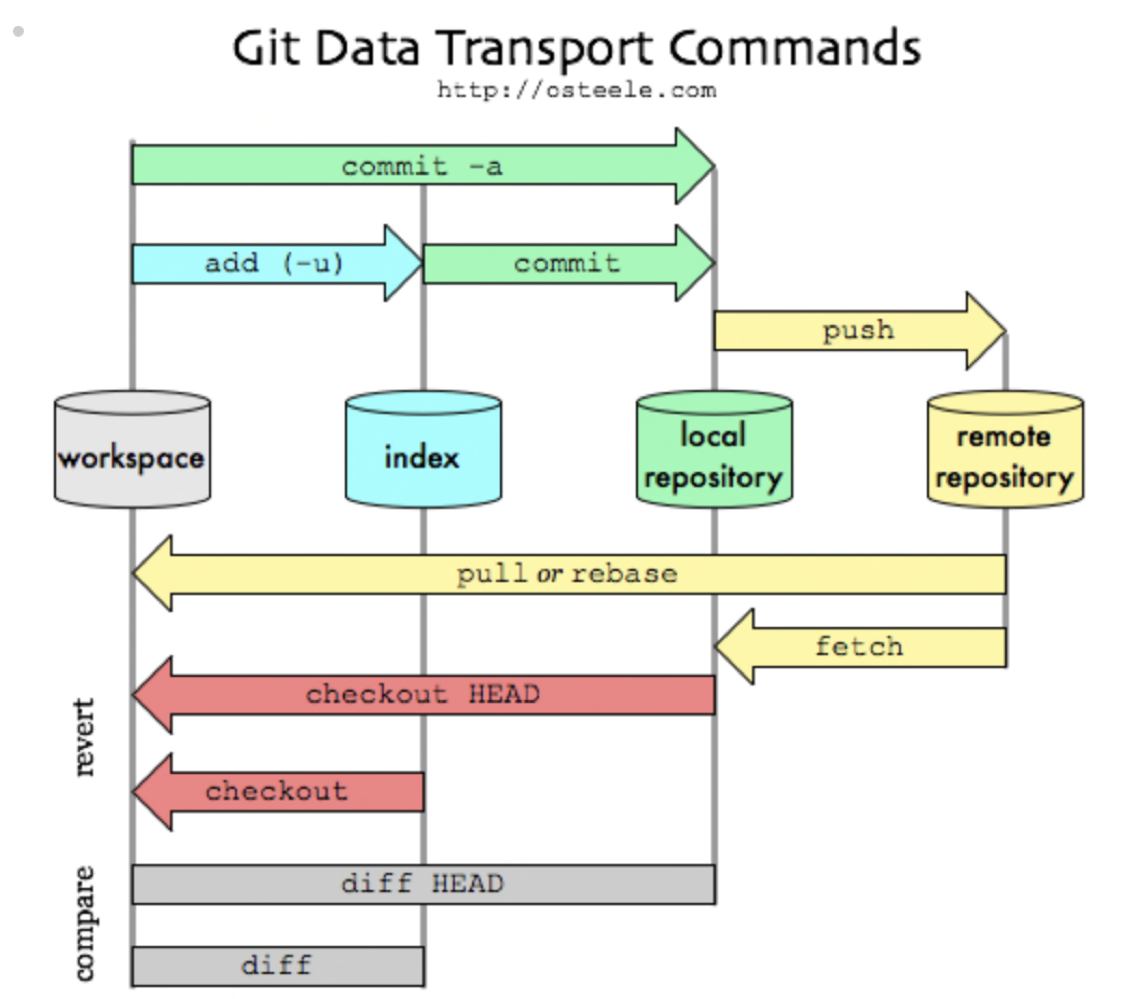 Git Data Transport Commands
http://osteele.com
commit -a
add (-u)
commit
push
workspace
index
local
repository
remote
repository
pull or rebase
fetch
revert
checkout HEAD
checkout
compare
diff HEAD
diff